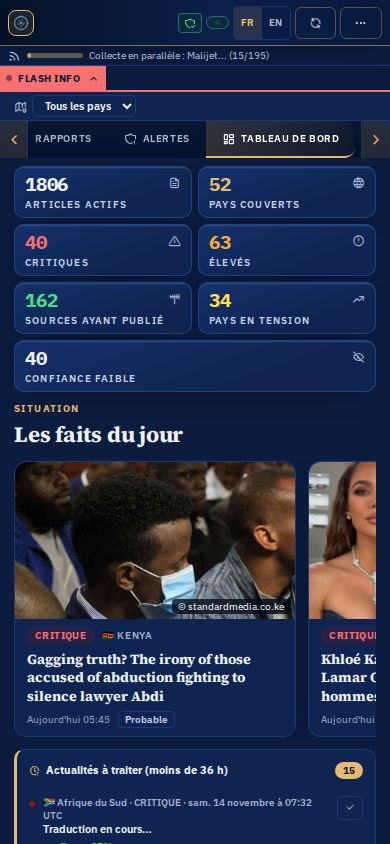 FR
EN
Collecte en parallèle : Malijet... (15/195)
FLASH INFO
Tous les pays
RAPPORTS
ALERTES
TABLEAU DE BORD
1806
ARTICLES ACTIFS
52
PAYS COUVERTS
40
CRITIQUES
63
ÉLEVÉS
162
SOURCES AYANT PUBLIÉ
34
PAYS EN TENSION
40
CONFIANCE FAIBLE
SITUATION
Les faits du jour
© standardmedia.co.ke
CRITIQUE
KENYA
Gagging truth? The irony of those
accused of abduction fighting to
silence lawyer Abdi
Aujourd'hui 05:45
Probable
Khloé
Lamar
hommes
Aujourd'hui
Actualités à traiter (moins de 36 h)
15
Afrique du Sud · CRITIQUE · sam. 14 novembre à 07:32
UTC
Traduction en cours...